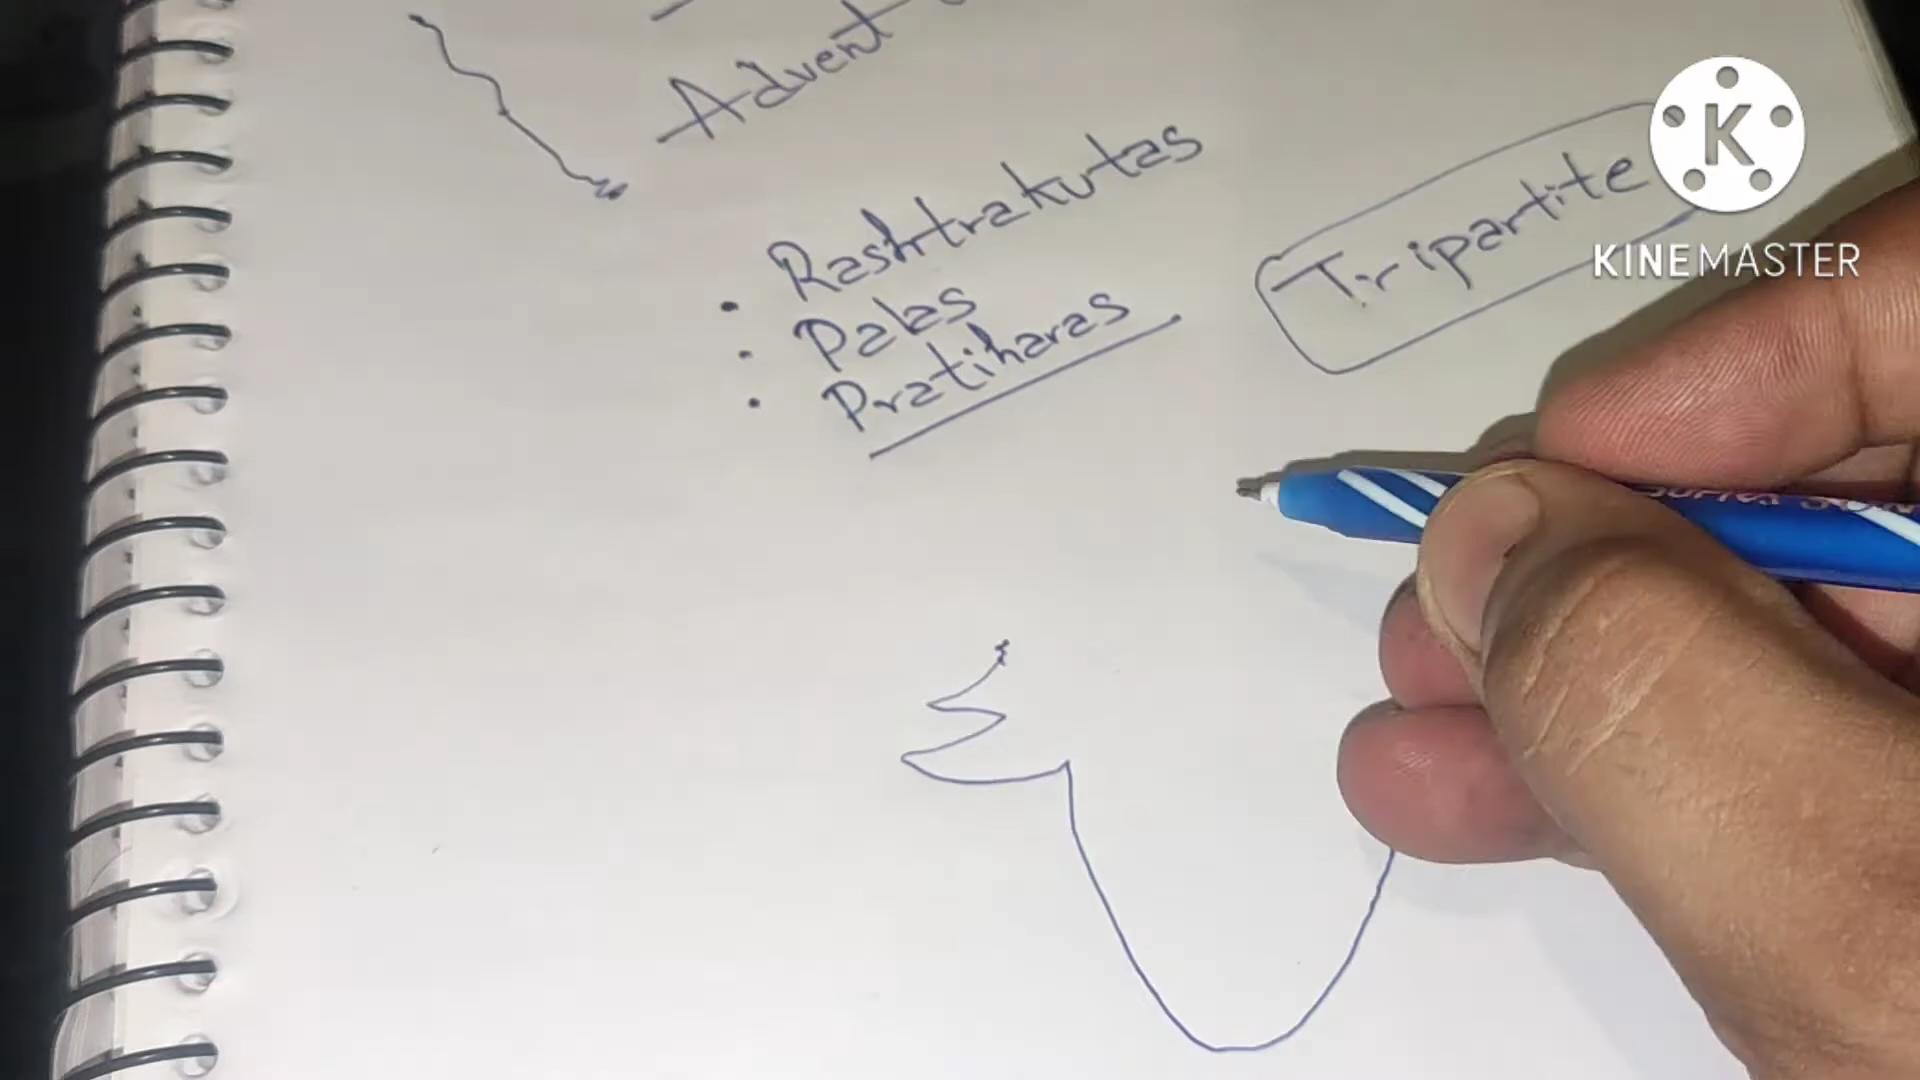 Advent
• Rashtrakutas
• Palas
• Pratiharas
Tripartite
K
KINEMASTER